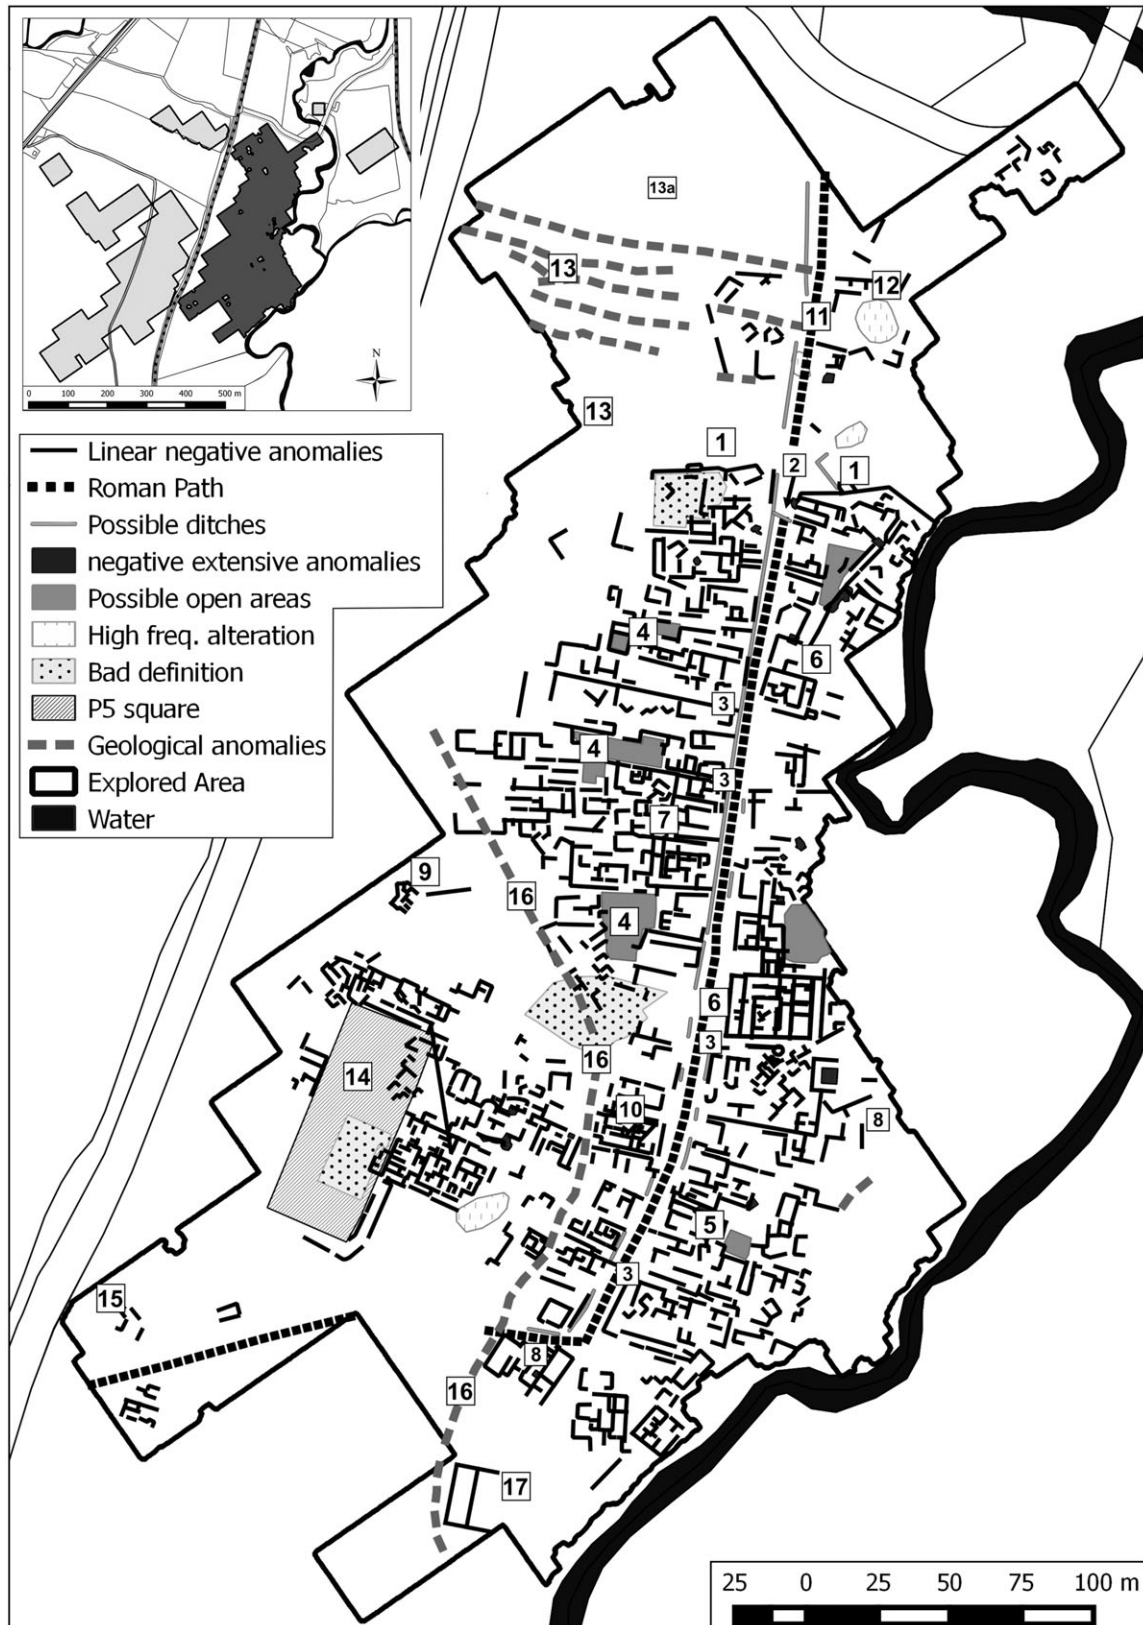 N
0 100 200 300 400 500 m
Linear negative anomalies
Roman Path
Possible ditches
negative extensive anomalies
Possible open areas
High freq. alteration
Bad definition
P5 square
Geological anomalies
Explored Area
Water
13a
13
12
11
13
1
2
1
4
6
3
4
3
7
9
16
4
6
3
16
14
10
8
5
3
15
8
16
17
25 0 25 50 75 100 m